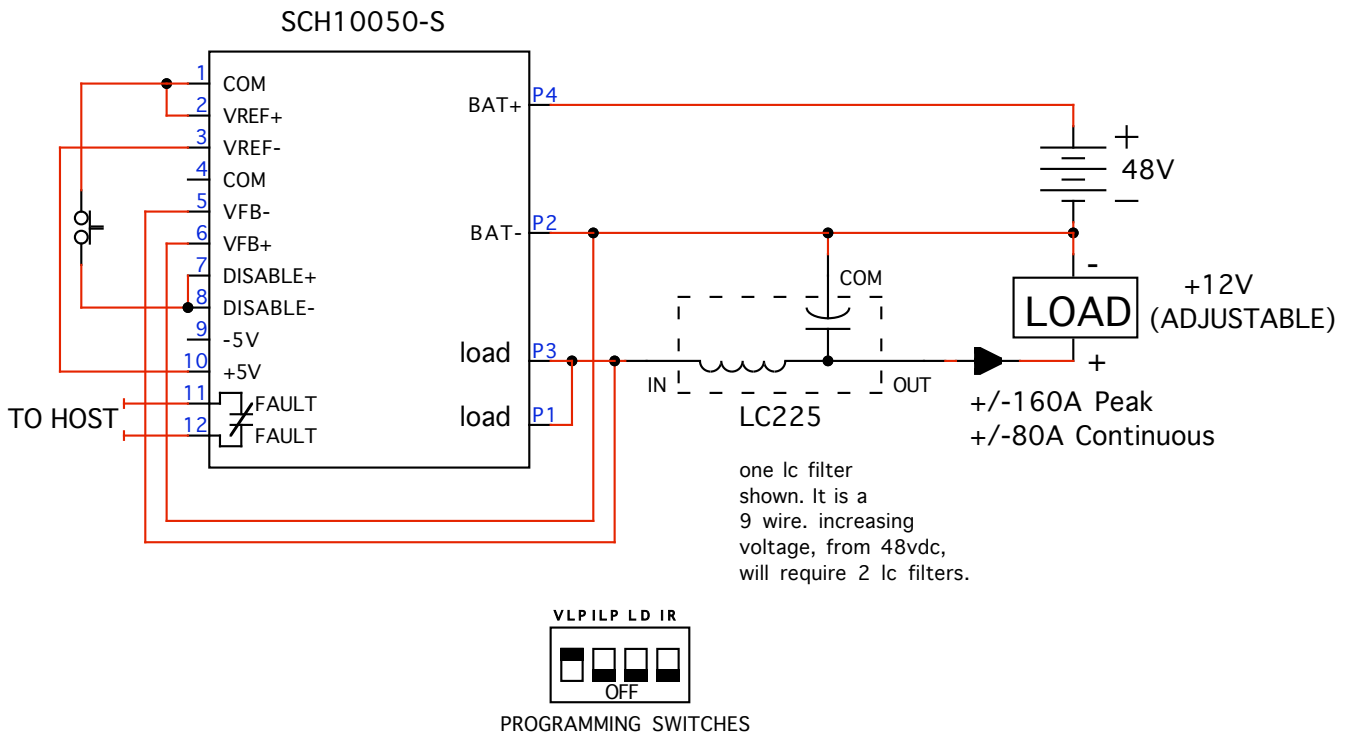 SCH10050-S
1 COM
2 VREF+
3 VREF-
4 COM
5 VFB-
6 VFB+
7 DISABLE+
8 DISABLE-
9 -5V
10 +5V
11 FAULT
12 FAULT
TO HOST
BAT+ P4
BAT- P2
load P3
load P1
+
48V
-
COM
IN
OUT
LC225
-
LOAD
+
+12V
(ADJUSTABLE)
+/-160A Peak
+/-80A Continuous
one lc filter
shown. It is a
9 wire. increasing
voltage, from 48vdc,
will require 2 lc filters.
VLP ILP LD IR
OFF
PROGRAMMING SWITCHES